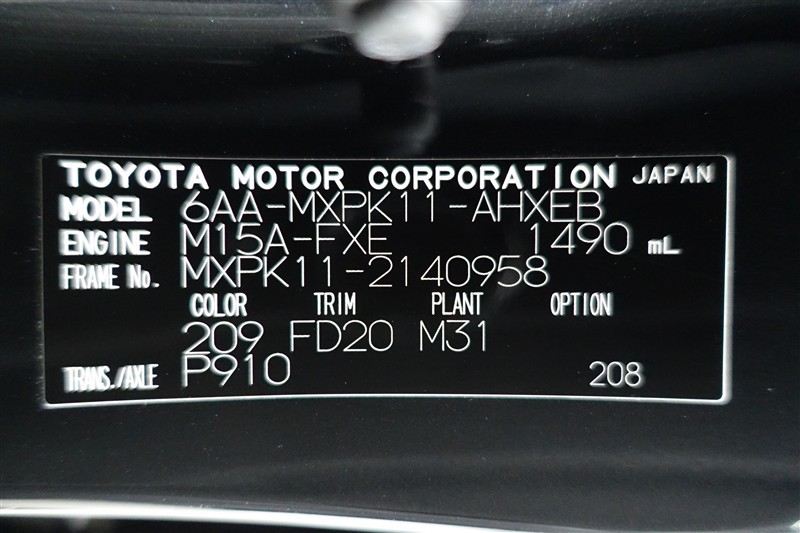 TOYOTA MOTOR CORPORATION JAPAN
MODEL 6AA-MXPK11-AHXEB
ENGINE M15A-FXE 1490 mL
FRAME No. MXPK11-2140958
COLOR TRIM PLANT OPTION
209 FD20 M31
TRANS./AXLE P910 208